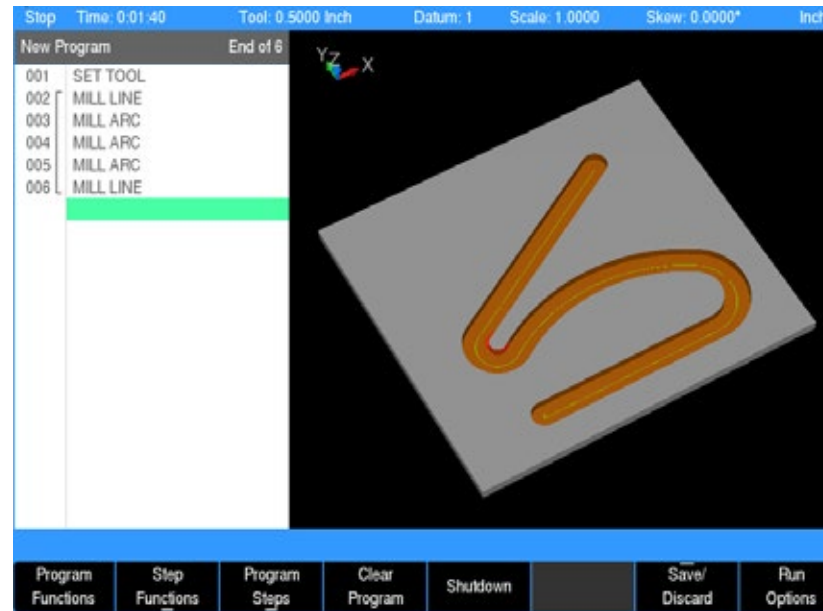 Stop Time: 0:01:40 Tool: 0.5000 Inch Datum: 1 Scale: 1.0000 Skew: 0.0000° Inch
New Program End of 6
Y Z X
001 SET TOOL
002 MILL LINE
003 MILL ARC
004 MILL ARC
005 MILL ARC
006 MILL LINE
Program Functions
Step Functions
Program Steps
Clear Program
Shutdown
Save/ Discard
Run Options